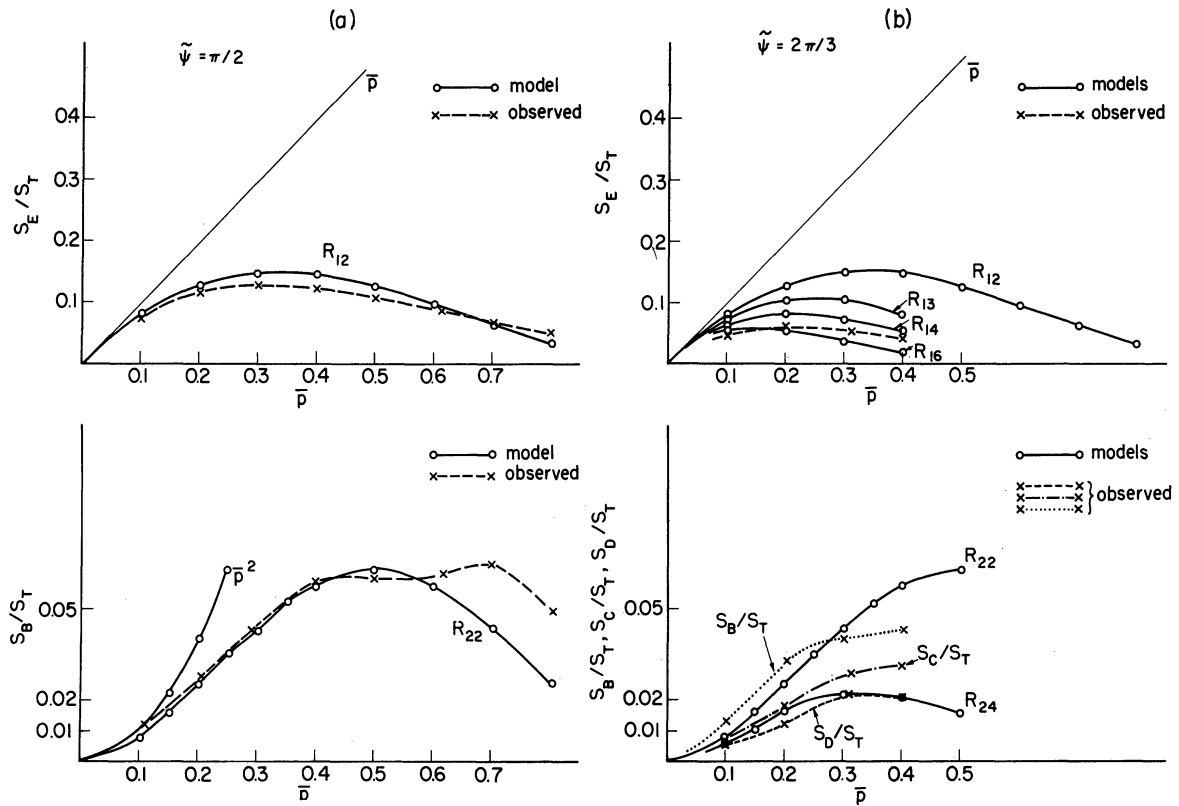 (a)
ψ̃ = π/2
p̄
model
observed
0.4
0.3
0.2
0.1
S_E/S_T
R_12
0.1 0.2 0.3 0.4 0.5 0.6 0.7
p̄
(b)
ψ̃ = 2π/3
p̄
models
observed
0.4
0.3
0.2
0.1
S_E/S_T
R_12
R_13
R_14
R_16
0.1 0.2 0.3 0.4 0.5
p̄
model
observed
p̄²
0.05
0.02
0.01
S_B/S_T
R_22
0.1 0.2 0.3 0.4 0.5 0.6 0.7
p̄
models
observed
R_22
0.05
0.02
0.01
S_B/S_T, S_C/S_T, S_D/S_T
S_B/S_T
S_C/S_T
R_24
S_D/S_T
0.1 0.2 0.3 0.4 0.5
p̄